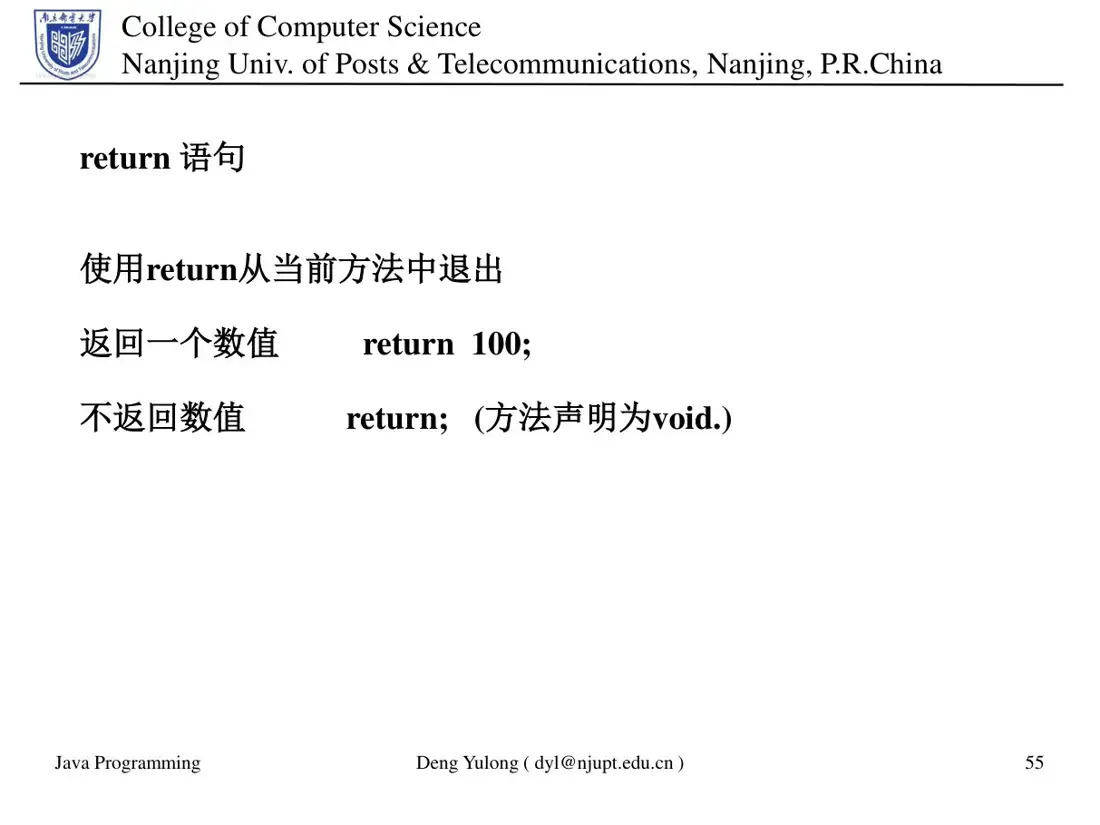 College of Computer Science
Nanjing Univ. of Posts & Telecommunications, Nanjing, P.R.China
return 语句
使用return从当前方法中退出
返回一个数值 return 100;
不返回数值 return; (方法声明为void.)
Java Programming Deng Yulong ( dyl@njupt.edu.cn ) 55